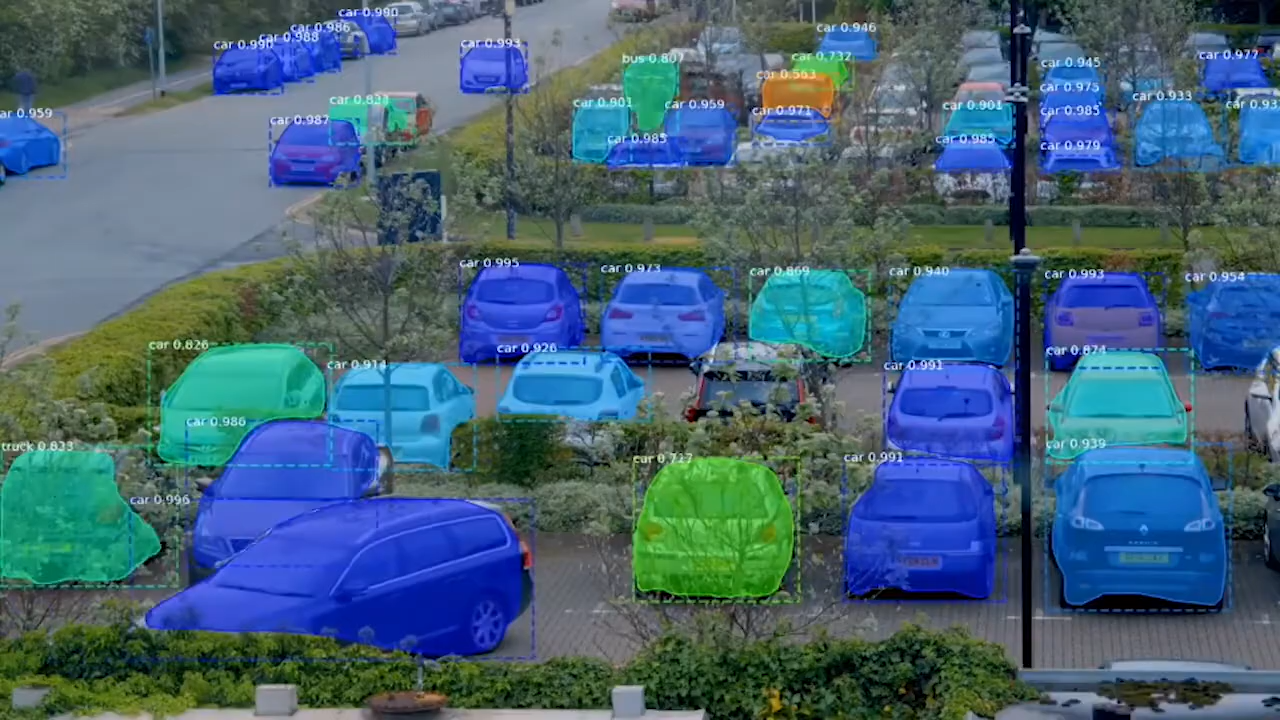 car 0.990
car 0.986
car 0.988
car 0.990
car 0.993
car 0.946
bus 0.807
car 0.732
car 0.563
car 0.945
car 0.977
car 0.975
car 0.933
car 0.959
car 0.831
car 0.901
car 0.959
car 0.971
car 0.901
car 0.985
car 0.987
car 0.985
car 0.985
car 0.979
car 0.995
car 0.973
car 0.869
car 0.940
car 0.993
car 0.954
car 0.826
car 0.914
car 0.926
car 0.991
car 0.874
car 0.986
truck 0.833
car 0.996
car 0.717
car 0.991
car 0.939